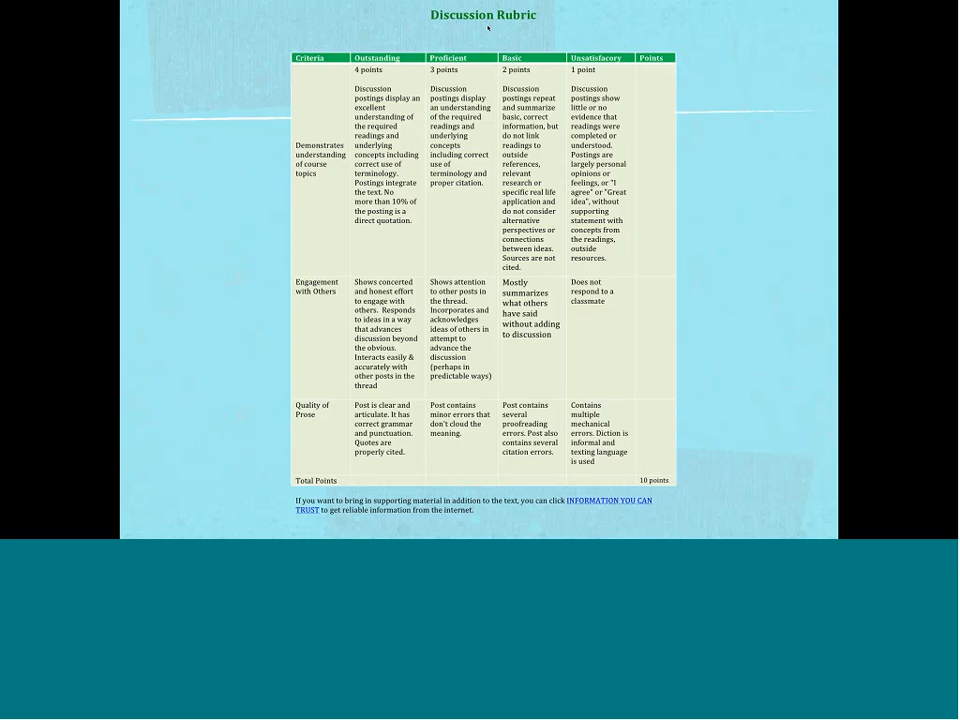 Discussion Rubric
Criteria Outstanding Proficient Basic Unsatisfacory Points
4 points
3 points
2 points
1 point
Demonstrates
understanding
of course
topics
Discussion
postings display an
excellent
understanding of
the required
readings and
underlying
concepts including
correct use of
terminology.
Postings integrate
the text. No
more than 10% of
the posting is a
direct quotation.
Discussion
postings display
an understanding
of the required
readings and
underlying
concepts
including correct
use of
terminology and
proper citation.
Discussion
postings repeat
and summarize
basic, correct
information, but
do not link
readings to
outside
references,
relevant
research or
specific real life
application and
do not consider
alternative
perspectives or
connections
between ideas.
Sources are not
cited.
Discussion
postings show
little or no
evidence that
readings were
completed or
understood.
Postings are
largely personal
opinions or
feelings, or "I
agree" or "Great
idea", without
supporting
statement with
concepts from
the readings,
outside
resources.
Engagement
with Others
Shows concerted
and honest effort
to engage with
others. Responds
to ideas in a way
that advances
discussion beyond
the obvious.
Interacts easily &
accurately with
other posts in the
thread
Shows attention
to other posts in
the thread.
Incorporates and
acknowledges
ideas of others in
attempt to
advance the
discussion
(perhaps in
predictable ways)
Mostly
summarizes
what others
have said
without adding
to discussion
Does not
respond to a
classmate
Quality of
Prose
Post is clear and
articulate. It has
correct grammar
and punctuation.
Quotes are
properly cited.
Post contains
minor errors that
don't cloud the
meaning.
Post contains
several
proofreading
errors. Post also
contains several
citation errors.
Contains
multiple
mechanical
errors. Diction is
informal and
texting language
is used
Total Points
10 points
If you want to bring in supporting material in addition to the text, you can click INFORMATION YOU CAN
TRUST to get reliable information from the internet.